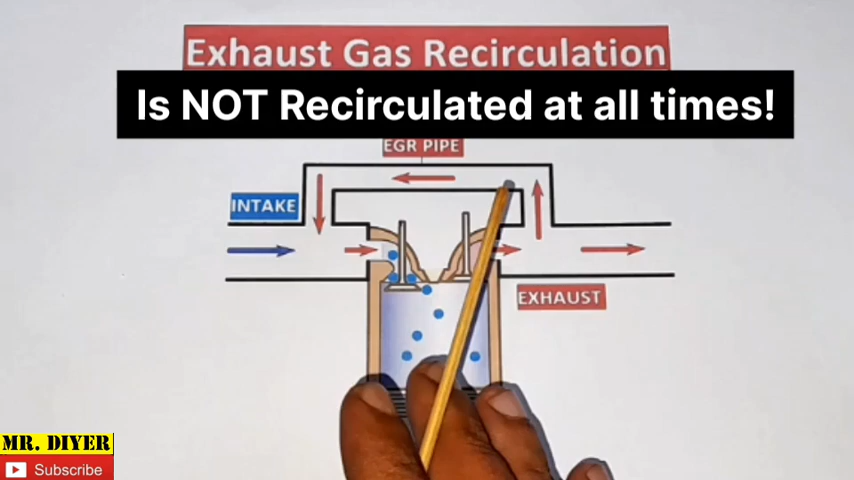 Exhaust Gas Recirculation
Is NOT Recirculated at all times!
EGR PIPE
INTAKE
EXHAUST
MR. DIYER
Subscribe